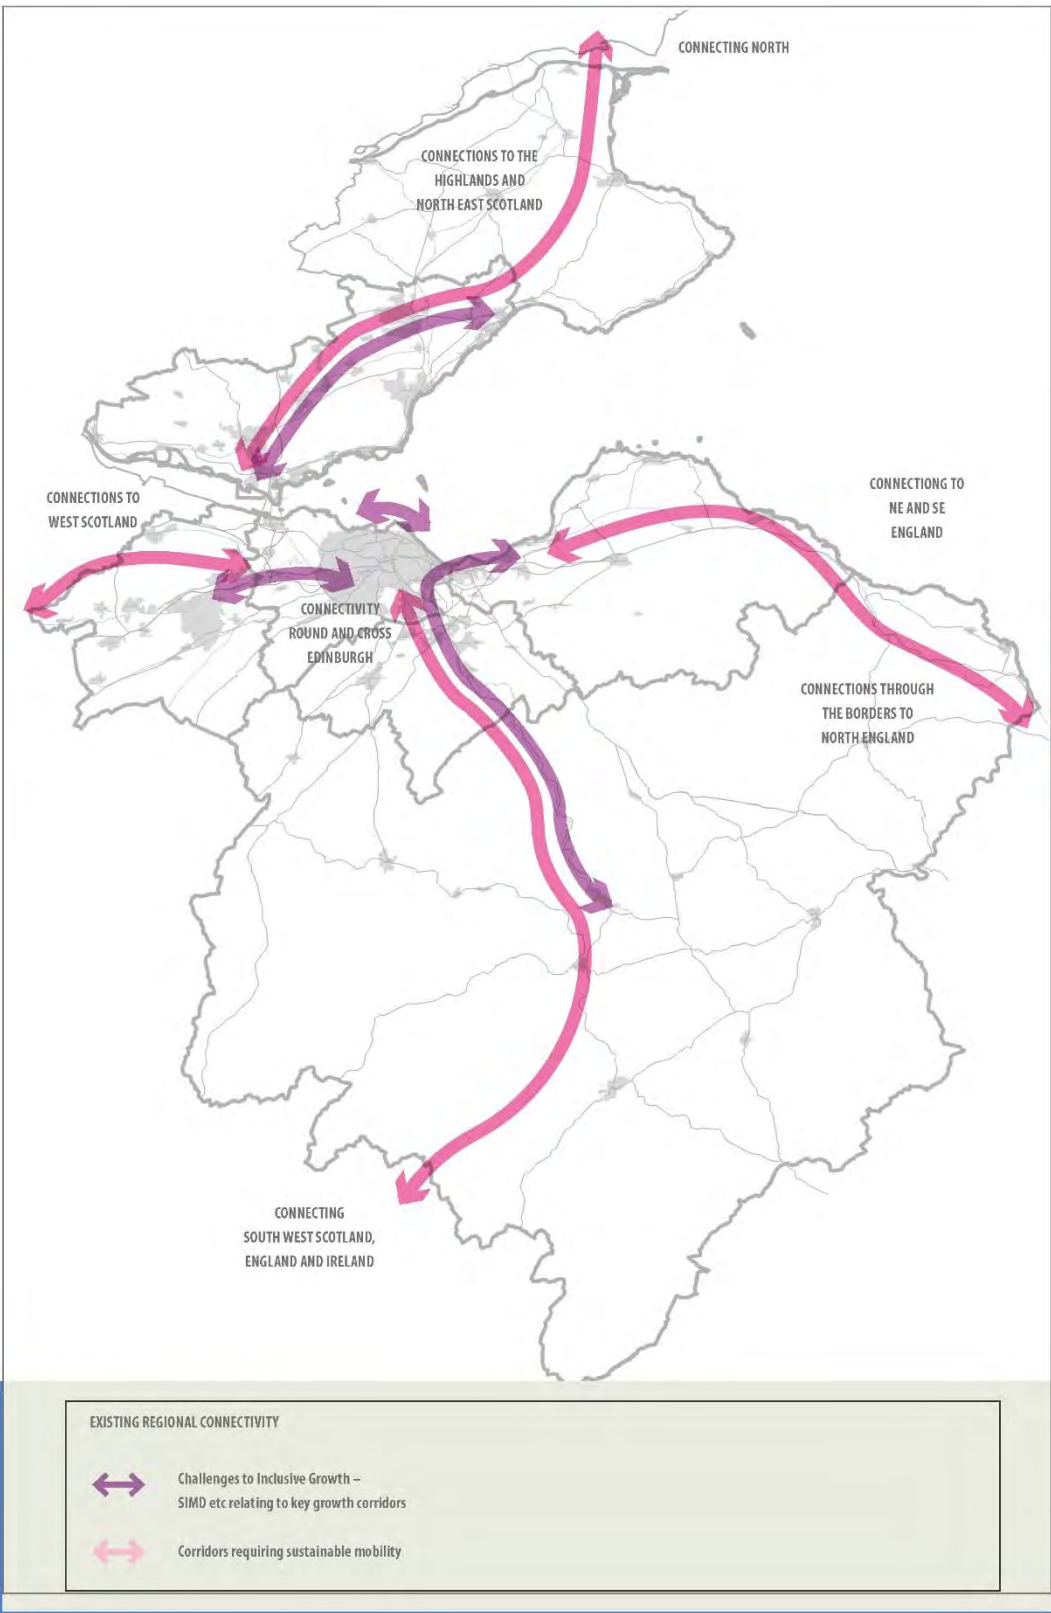 CONNECTING NORTH
CONNECTIONS TO THE
HIGHLANDS AND
NORTH EAST SCOTLAND
CONNECTIONS TO
WEST SCOTLAND
CONNECTIONG TO
NE AND SE
ENGLAND
CONNECTIVITY
ROUND AND CROSS
EDINBURGH
CONNECTIONS THROUGH
THE BORDERS TO
NORTH ENGLAND
CONNECTING
SOUTH WEST SCOTLAND,
ENGLAND AND IRELAND
EXISTING REGIONAL CONNECTIVITY
Challenges to Inclusive Growth –
SIMD etc relating to key growth corridors
Corridors requiring sustainable mobility